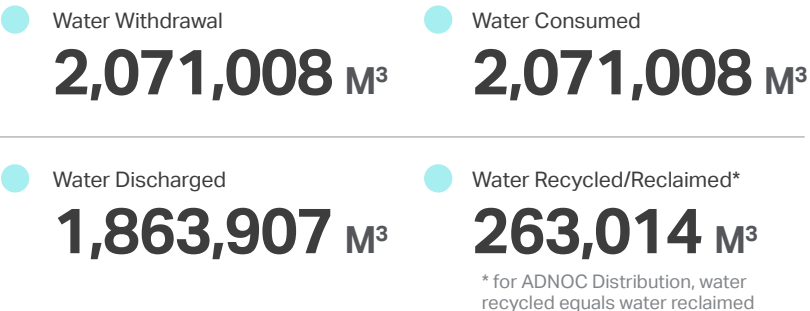 Water Withdrawal
2,071,008 M³
Water Consumed
2,071,008 M³
Water Discharged
1,863,907 M³
Water Recycled/Reclaimed*
263,014 M³
* for ADNOC Distribution, water
recycled equals water reclaimed